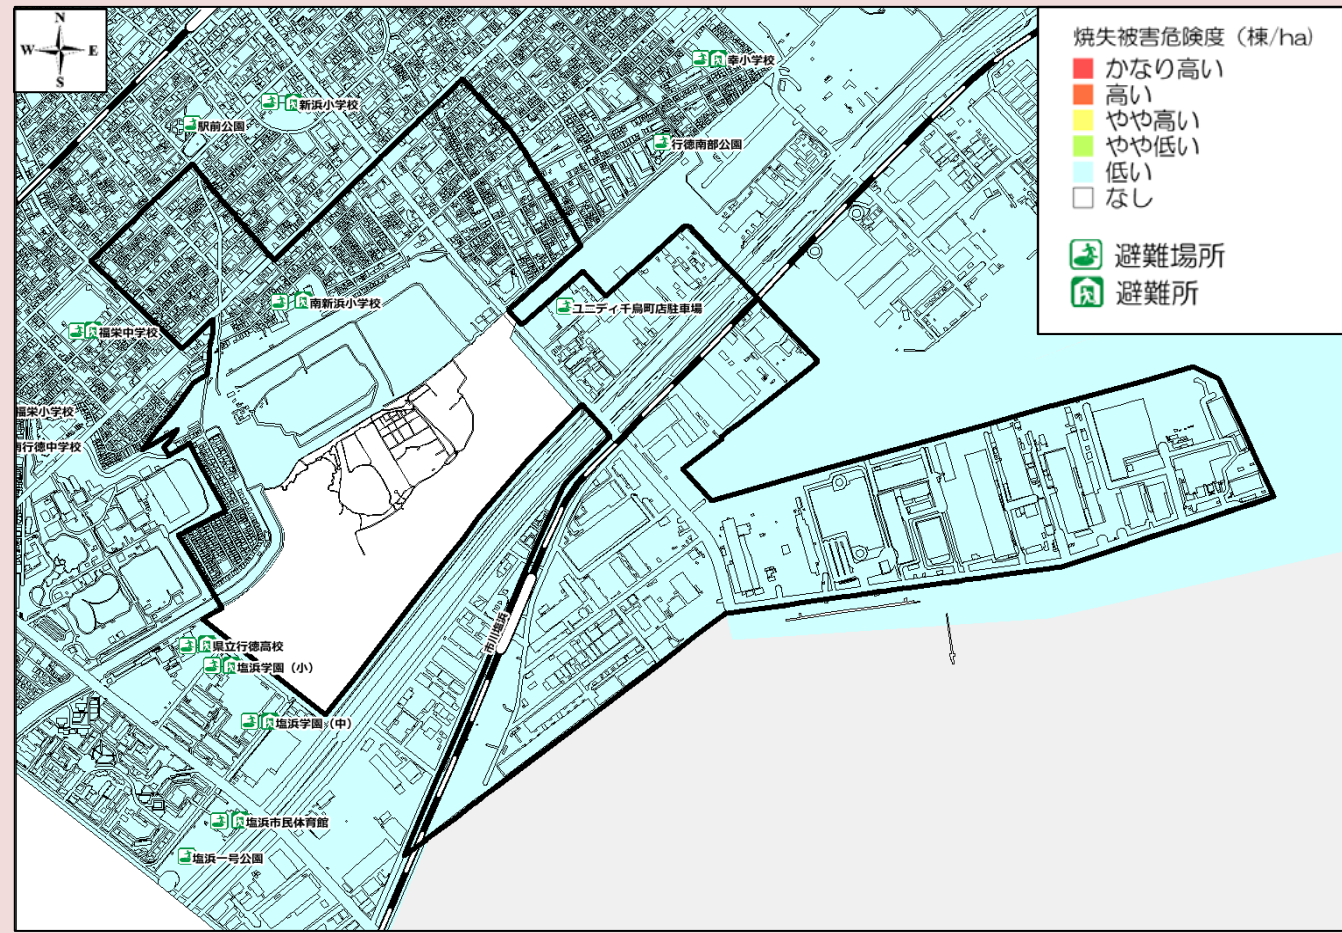 N
W E
S
焼失被害危険度（棟/ha）
かなり高い
高い
やや高い
やや低い
低い
なし
避難場所
避難所
幸小学校
新浜小学校
駅前公園
行徳南部公園
南新浜小学校
ユニディ千鳥町店駐車場
福栄中学校
福栄小学校
南行徳中学校
市川塩浜
県立行徳高校
塩浜学園（小）
塩浜学園（中）
塩浜市民体育館
塩浜一号公園